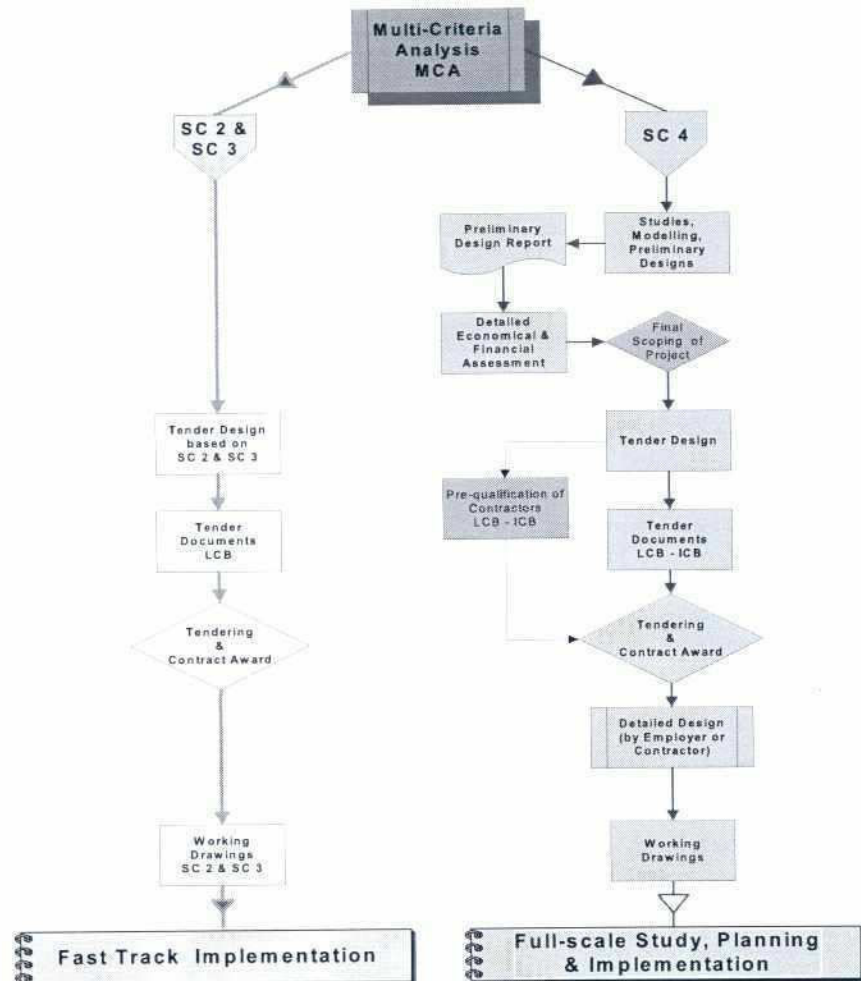 Multi-Criteria
Analysis
MCA
SC 2 &
SC 3
SC 4
Studies,
Modelling,
Preliminary
Designs
Preliminary
Design Report
Detailed
Economical &
Financial
Assessment
Final
Scoping of
Project
Tender Design
based on
SC 2 & SC 3
Tender Design
Pre-qualification of
Contractors
LCB - ICB
Tender
Documents
LCB
Tender
Documents
LCB - ICB
Tendering
&
Contract Award
Tendering
&
Contract Award
Detailed Design
(by Employer or
Contractor)
Working
Drawings
SC 2 & SC 3
Working
Drawings
Fast Track Implementation
Full-scale Study, Planning
& Implementation